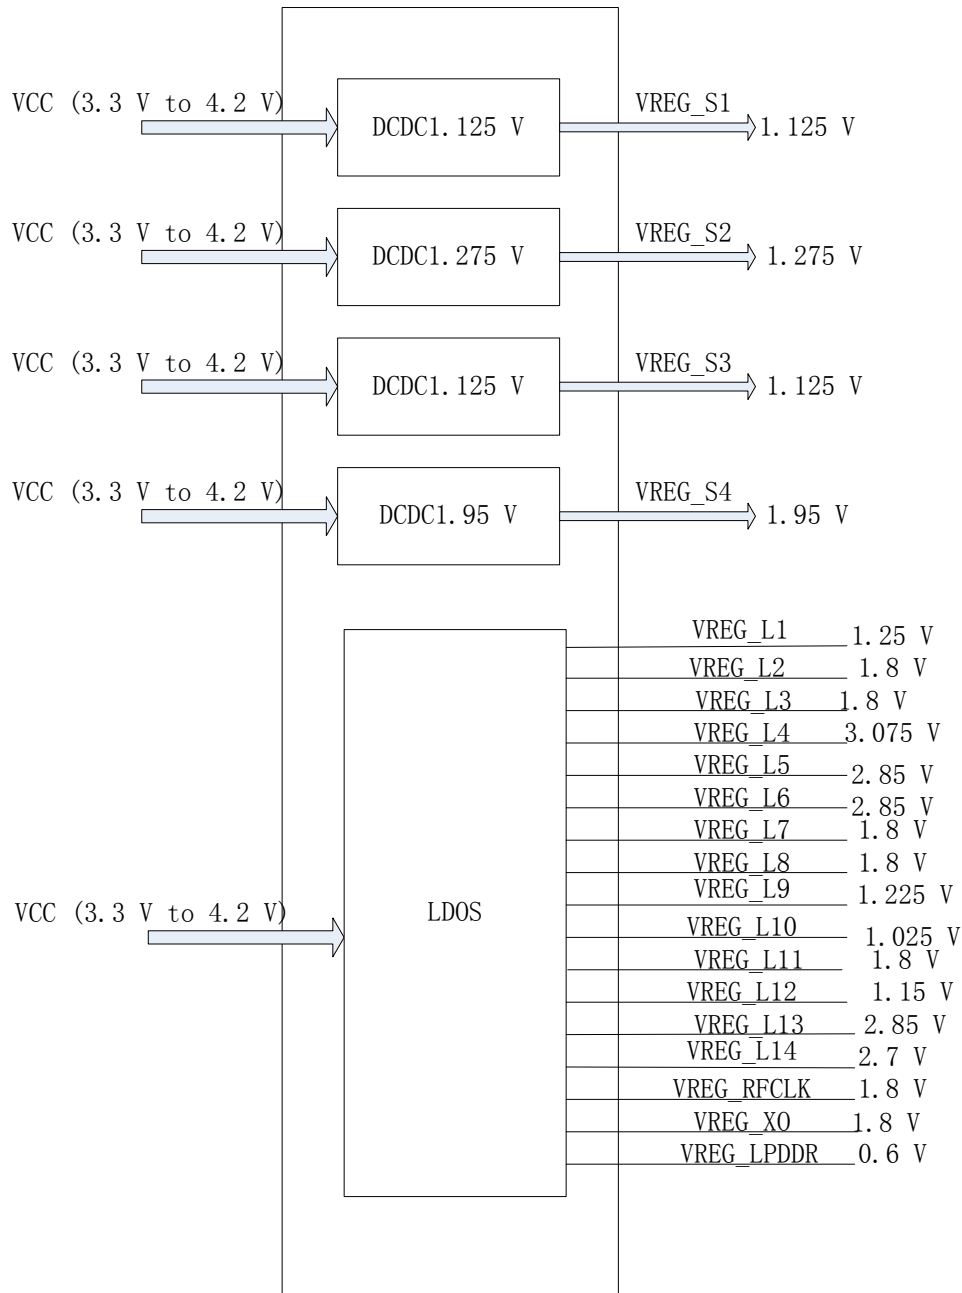 VCC (3.3 V to 4.2 V)
DCDC1.125 V
VREG_S1
1.125 V
VCC (3.3 V to 4.2 V)
DCDC1.275 V
VREG_S2
1.275 V
VCC (3.3 V to 4.2 V)
DCDC1.125 V
VREG_S3
1.125 V
VCC (3.3 V to 4.2 V)
DCDC1.95 V
VREG_S4
1.95 V
VCC (3.3 V to 4.2 V)
LDOS
VREG_L1 1.25 V
VREG_L2 1.8 V
VREG_L3 1.8 V
VREG_L4 3.075 V
VREG_L5 2.85 V
VREG_L6 2.85 V
VREG_L7 1.8 V
VREG_L8 1.8 V
VREG_L9 1.225 V
VREG_L10 1.025 V
VREG_L11 1.8 V
VREG_L12 1.15 V
VREG_L13 2.85 V
VREG_L14 2.7 V
VREG_RFCLK 1.8 V
VREG_XO 1.8 V
VREG_LPDDR 0.6 V